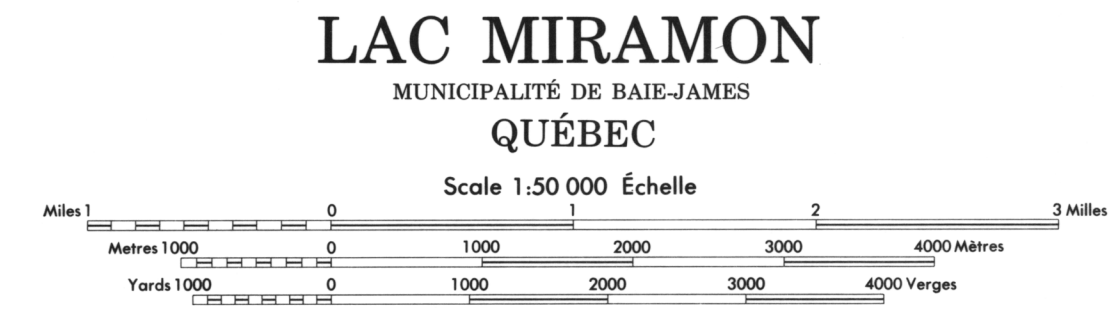 LAC MIRAMON
MUNICIPALITÉ DE BAIE-JAMES
QUÉBEC
Scale 1:50 000 Échelle
Miles 1 0 1 2 3 Milles
Metres 1000 0 1000 2000 3000 4000 Mètres
Yards 1000 0 1000 2000 3000 4000 Verges